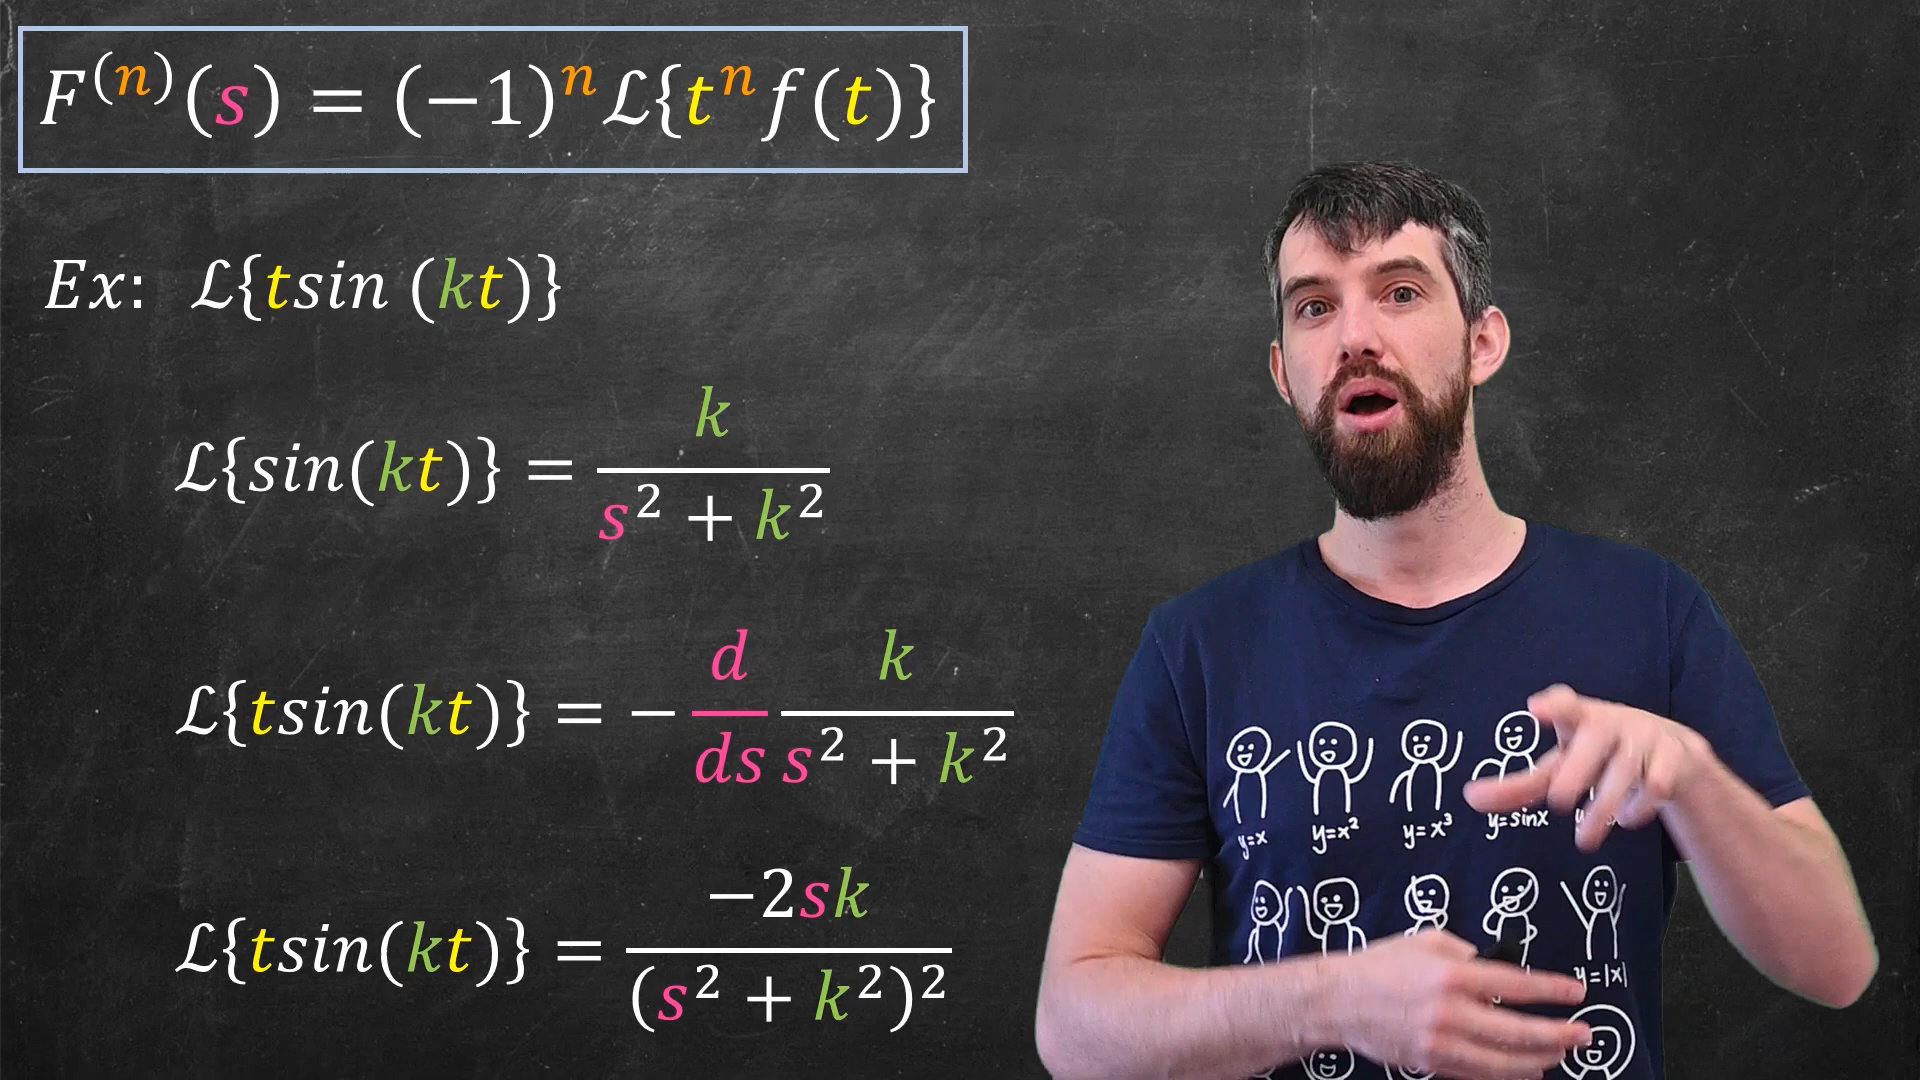 F^(n)(s) = (−1)^n ℒ{t^n f(t)}
Ex: ℒ{tsin (kt)}
ℒ{sin(kt)} = k / (s² + k²)
ℒ{tsin(kt)} = − d/ds k / (s² + k²)
ℒ{tsin(kt)} = −2sk / (s² + k²)²
y=x y=x² y=x³ y=sinx
y=|x|